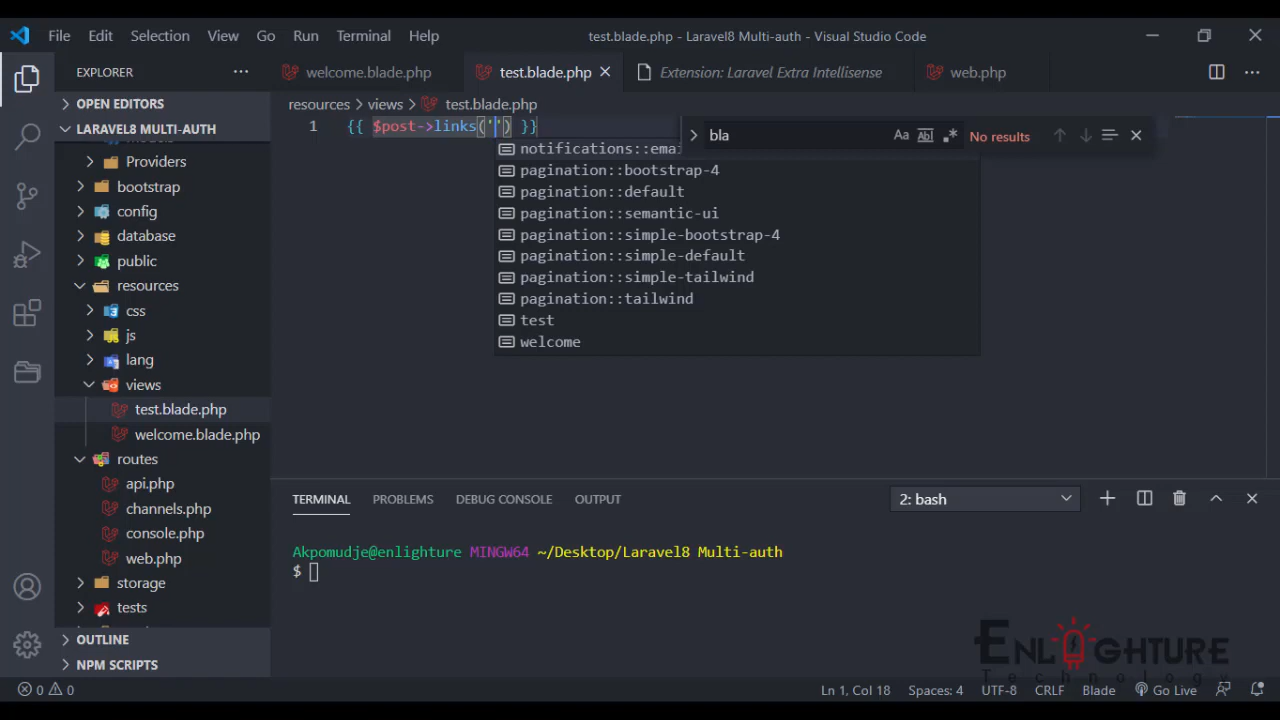 File Edit Selection View Go Run Terminal Help test.blade.php - Laravel8 Multi-auth - Visual Studio Code
EXPLORER
welcome.blade.php test.blade.php Extension: Laravel Extra Intellisense web.php
OPEN EDITORS
LARAVEL8 MULTI-AUTH
Providers
bootstrap
config
database
public
resources
css
js
lang
views
test.blade.php
welcome.blade.php
routes
api.php
channels.php
console.php
web.php
storage
tests
OUTLINE
NPM SCRIPTS
resources > views > test.blade.php
1 {{ $post->links('') }}
bla Aa ab No results
notifications::emai
pagination::bootstrap-4
pagination::default
pagination::semantic-ui
pagination::simple-bootstrap-4
pagination::simple-default
pagination::simple-tailwind
pagination::tailwind
test
welcome
TERMINAL PROBLEMS DEBUG CONSOLE OUTPUT 2: bash
Akpomudje@enlighture MINGW64 ~/Desktop/Laravel8 Multi-auth
$
ENLIGHTURE
Technology
0 0 Ln 1, Col 18 Spaces: 4 UTF-8 CRLF Blade Go Live